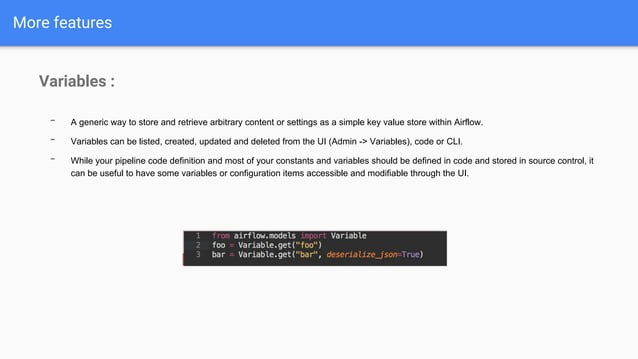 More features
Variables :
- A generic way to store and retrieve arbitrary content or settings as a simple key value store within Airflow.
- Variables can be listed, created, updated and deleted from the UI (Admin -> Variables), code or CLI.
- While your pipeline code definition and most of your constants and variables should be defined in code and stored in source control, it
can be useful to have some variables or configuration items accessible and modifiable through the UI.
1 from airflow.models import Variable
2 foo = Variable.get("foo")
3 bar = Variable.get("bar", deserialize_json=True)